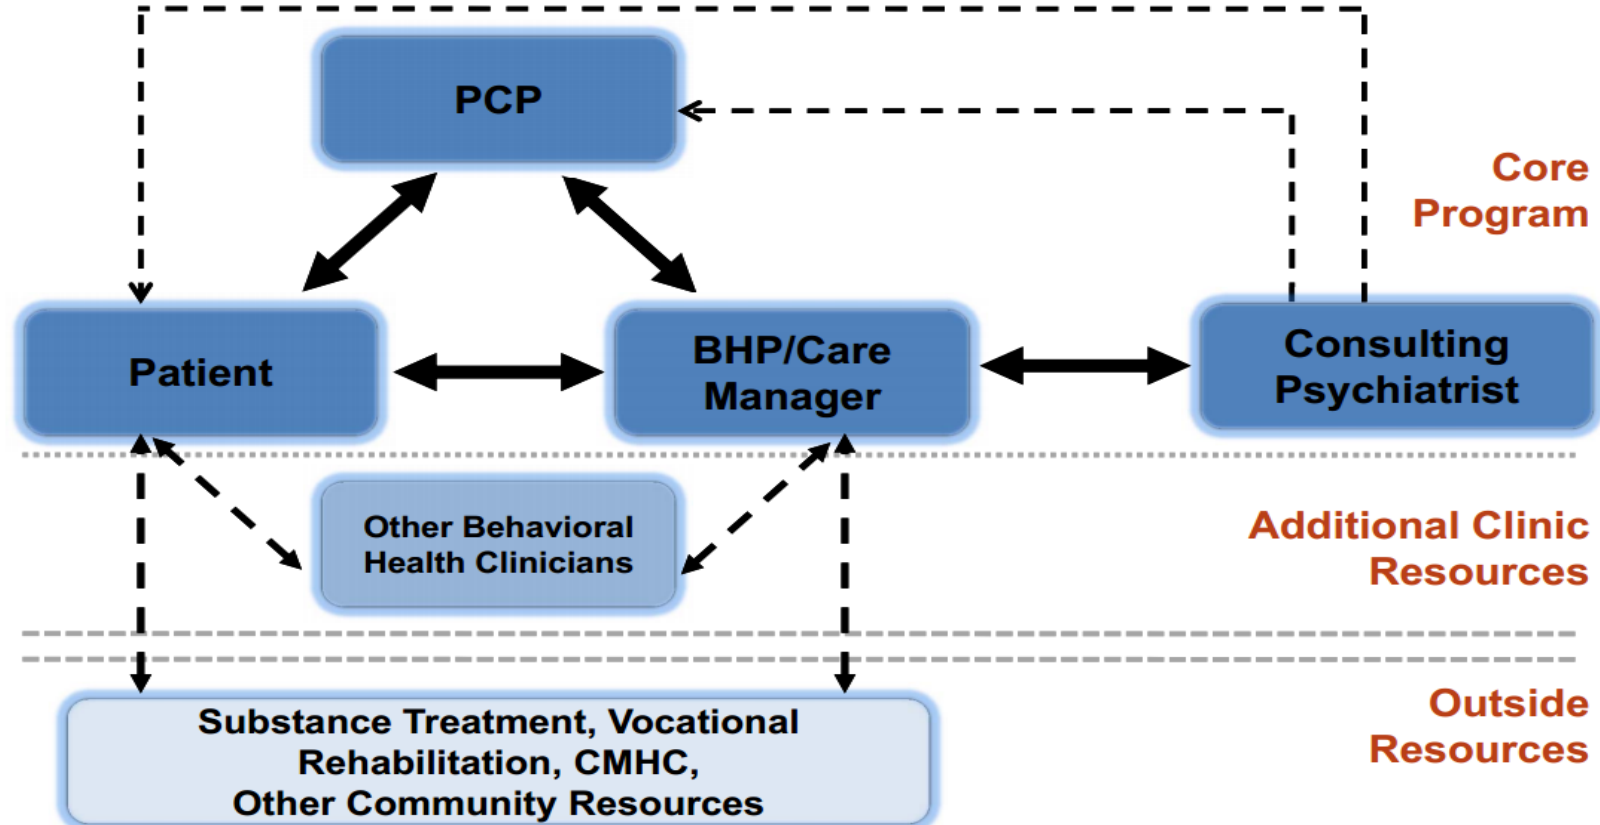 PCP
Core
Program
Patient
BHP/Care
Manager
Consulting
Psychiatrist
Other Behavioral
Health Clinicians
Additional Clinic
Resources
Substance Treatment, Vocational
Rehabilitation, CMHC,
Other Community Resources
Outside
Resources